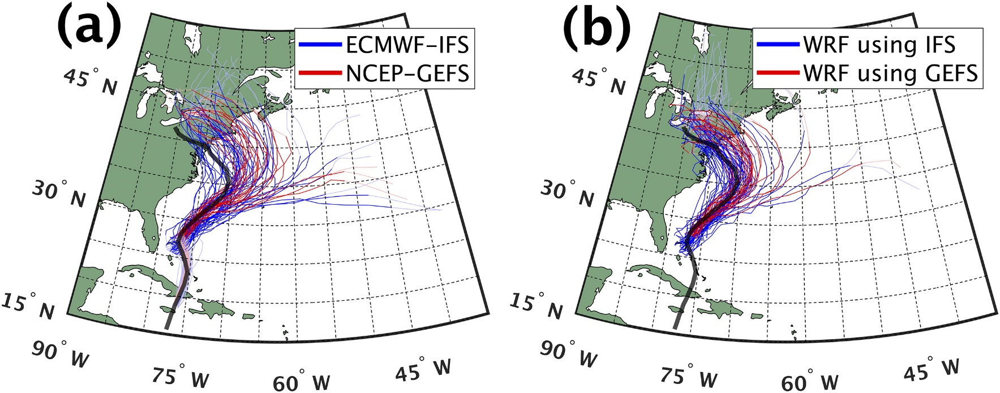 (a)
ECMWF-IFS
NCEP-GEFS
45° N
30° N
15° N
90° W
75° W
60° W
45° W
(b)
WRF using IFS
WRF using GEFS
45° N
30° N
15° N
90° W
75° W
60° W
45° W